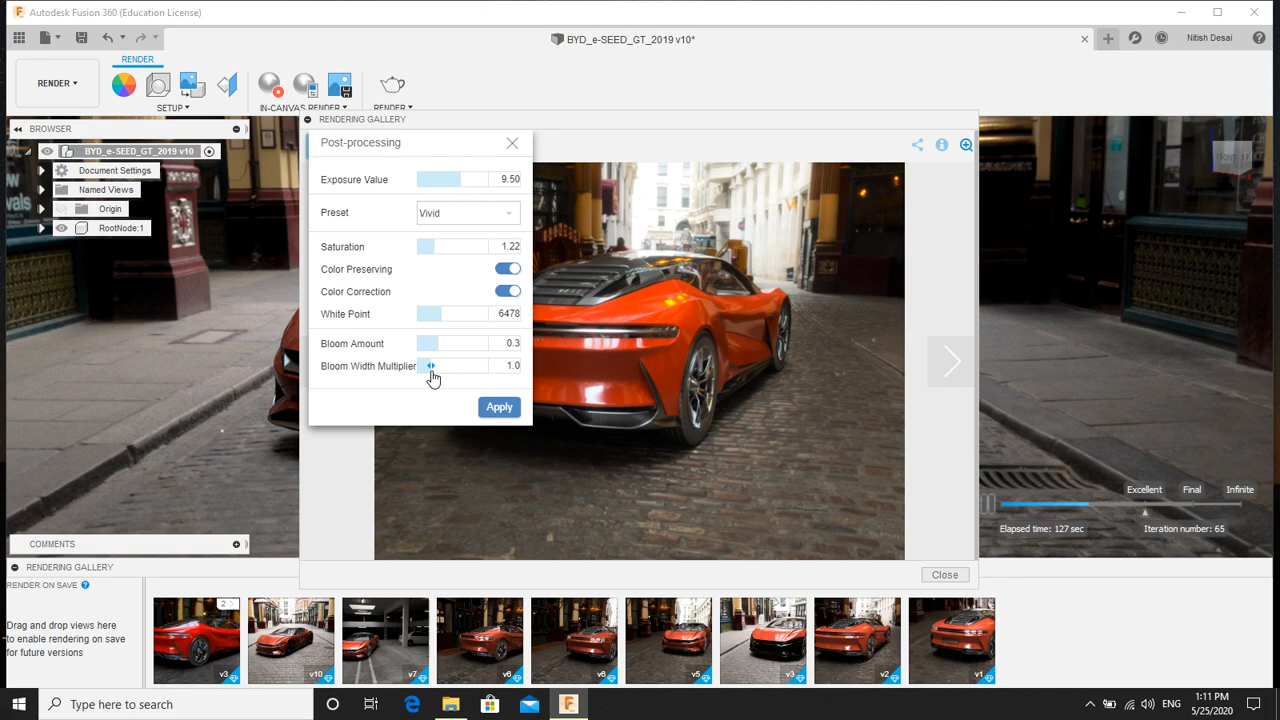 Autodesk Fusion 360 (Education License)
BYD_e-SEED_GT_2019 v10*
Nitish Desai
RENDER
RENDER
SETUP
IN-CANVAS RENDER
RENDER
BROWSER
BYD_e-SEED_GT_2019 v10
Document Settings
Named Views
Origin
RootNode:1
RENDERING GALLERY
Post-processing
Exposure Value 9.50
Preset Vivid
Saturation 1.22
Color Preserving
Color Correction
White Point 6478
Bloom Amount 0.3
Bloom Width Multiplier 1.0
Apply
FRONT
Excellent Final Infinite
Elapsed time: 127 sec Iteration number: 65
Close
COMMENTS
RENDERING GALLERY
RENDER ON SAVE
Drag and drop views here
to enable rendering on save
for future versions
2
v3
v10
v7
v6
v6
v5
v3
v2
v1
Type here to search
ENG
1:11 PM
5/25/2020